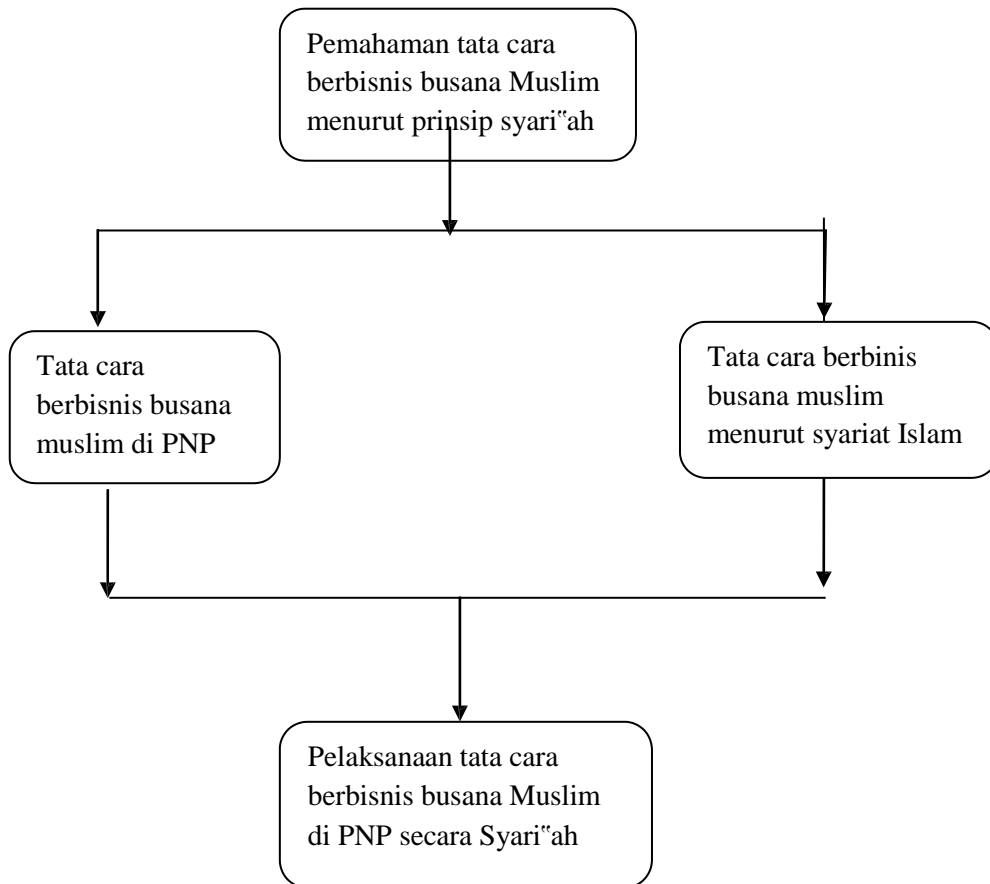 Pemahaman tata cara
berbisnis busana Muslim
menurut prinsip syari‟ah
Tata cara
berbisnis busana
muslim di PNP
Tata cara berbinis
busana muslim
menurut syariat Islam
Pelaksanaan tata cara
berbisnis busana Muslim
di PNP secara Syari‟ah